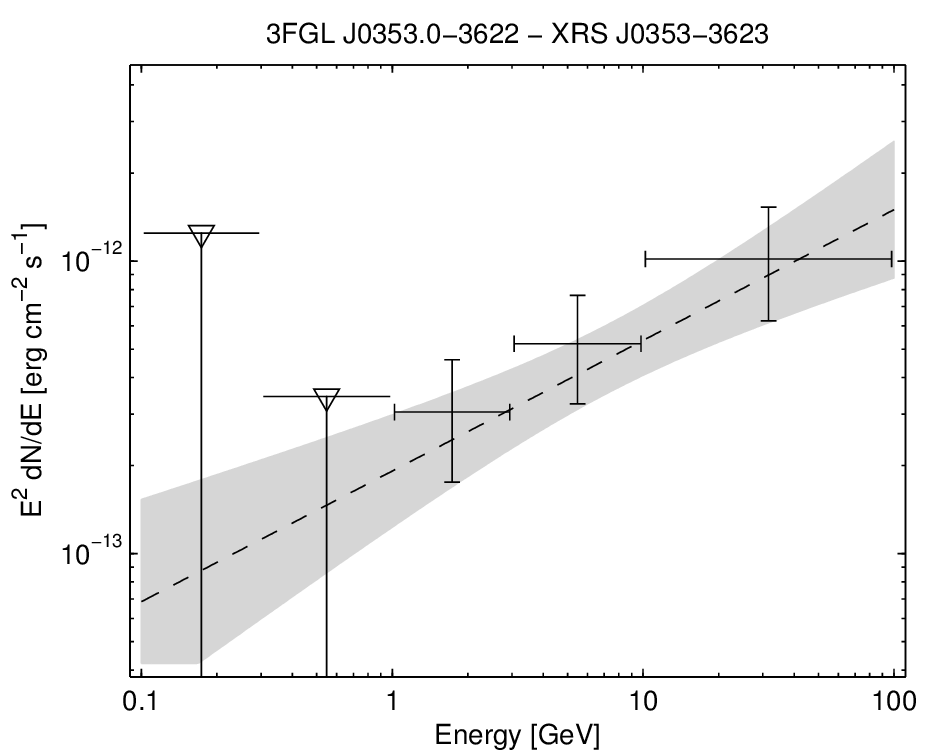 3FGL J0353.0−3622 − XRS J0353−3623
E² dN/dE [erg cm⁻² s⁻¹]
10⁻¹²
10⁻¹³
0.1 1 10 100
Energy [GeV]